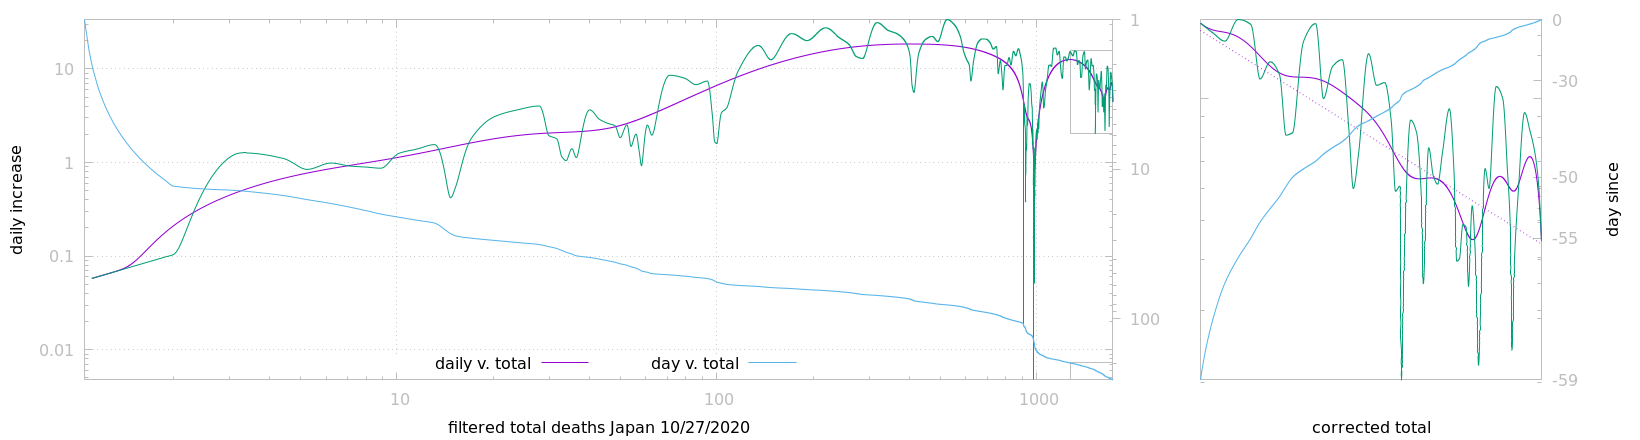 1 0
10 -30
daily increase 1 10 -50 day since
0.1 -55
100
0.01 daily v. total day v. total -59
10 100 1000
filtered total deaths Japan 10/27/2020 corrected total